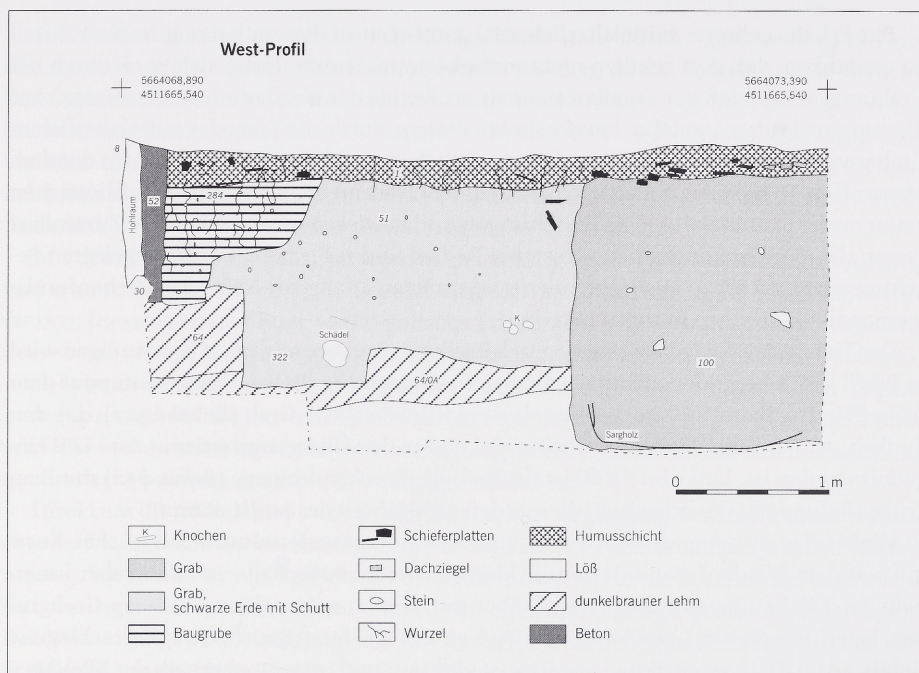 West-Profil
5664068,890
4511665,540
5664073,390
4511665,540
8
1
52
284
Hohlraum
51
30
64
322
Schädel
K
64/0A
100
Sargholz
0 1 m
K Knochen
Grab
Grab,
schwarze Erde mit Schutt
Baugrube
Schieferplatten
Dachziegel
Stein
Wurzel
Humusschicht
Löß
dunkelbrauner Lehm
Beton